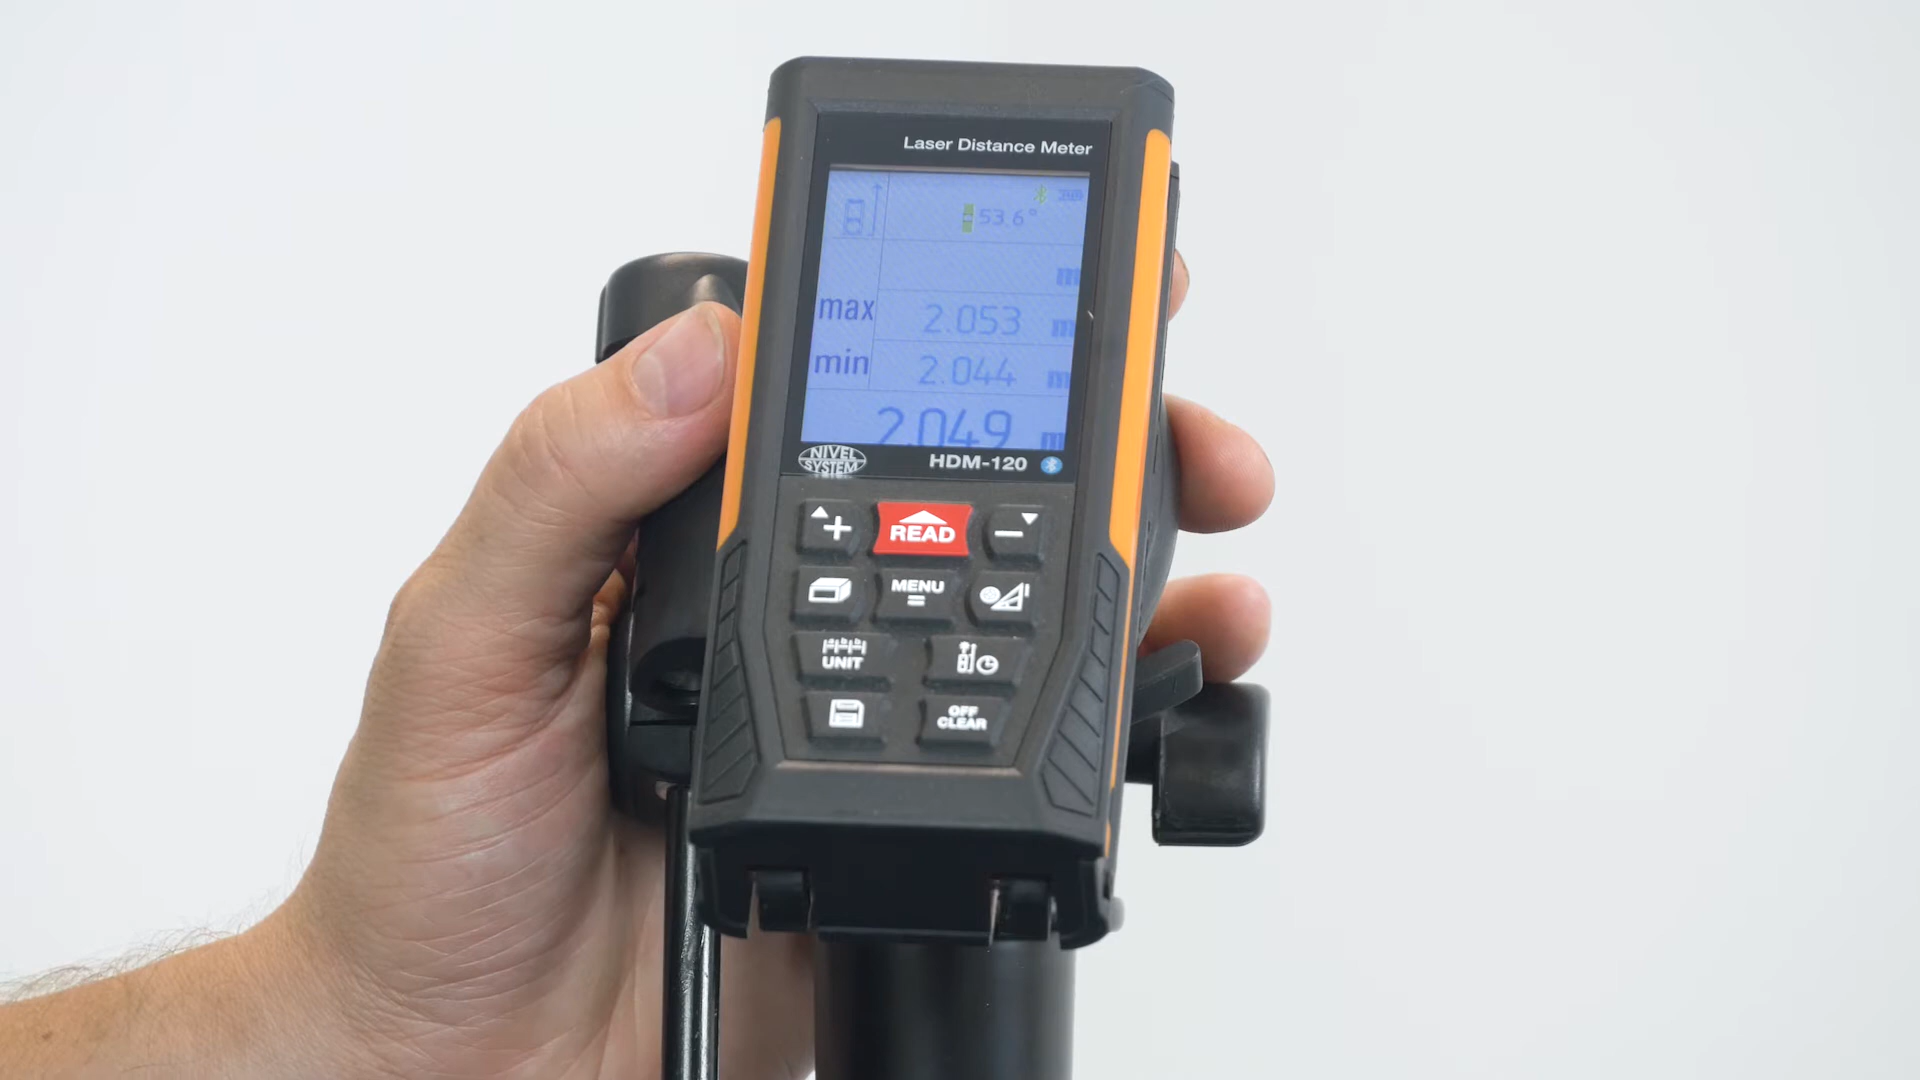 Laser Distance Meter
53.6°
m
max 2.053 m
min 2.044 m
2.049 m
NIVEL SYSTEM HDM-120
+ READ −
MENU
=
UNIT
OFF
CLEAR